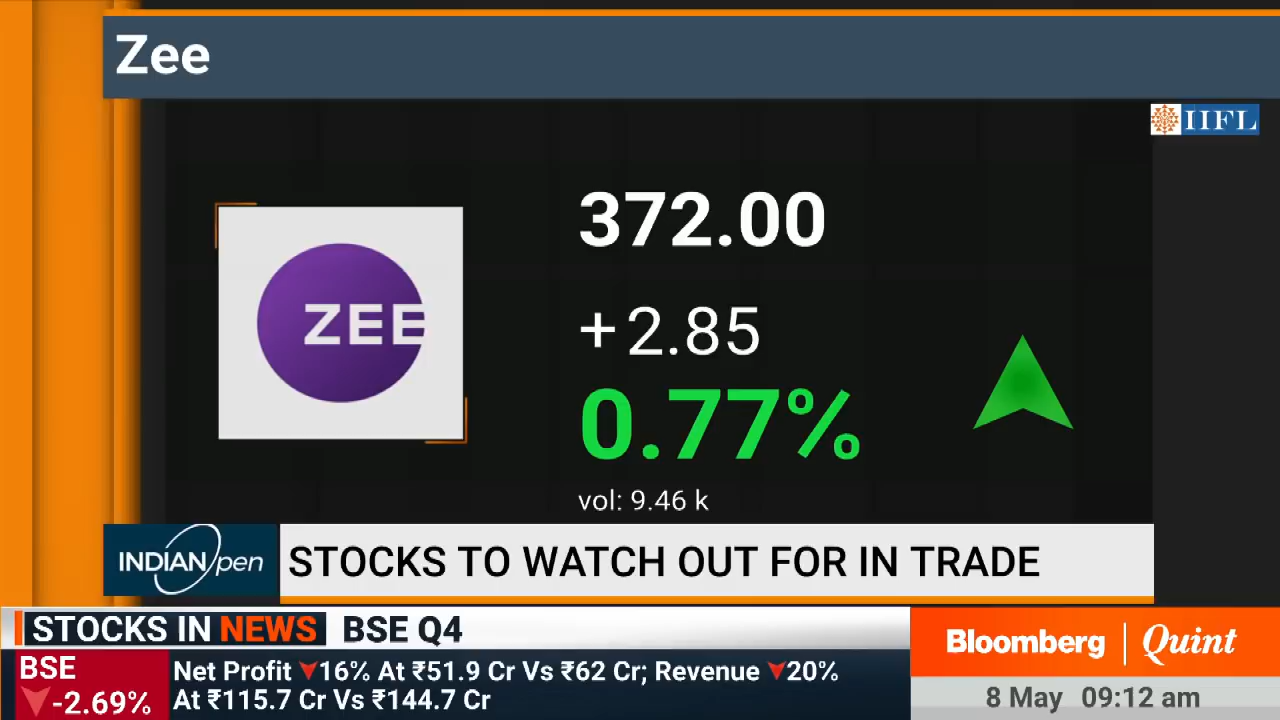 Zee
IIFL
372.00
ZEE
+2.85
0.77%
vol: 9.46 k
INDIAN Open
STOCKS TO WATCH OUT FOR IN TRADE
STOCKS IN NEWS BSE Q4
BSE
-2.69%
Net Profit 16% At ₹51.9 Cr Vs ₹62 Cr; Revenue 20%
At ₹115.7 Cr Vs ₹144.7 Cr
Bloomberg | Quint
8 May 09:12 am